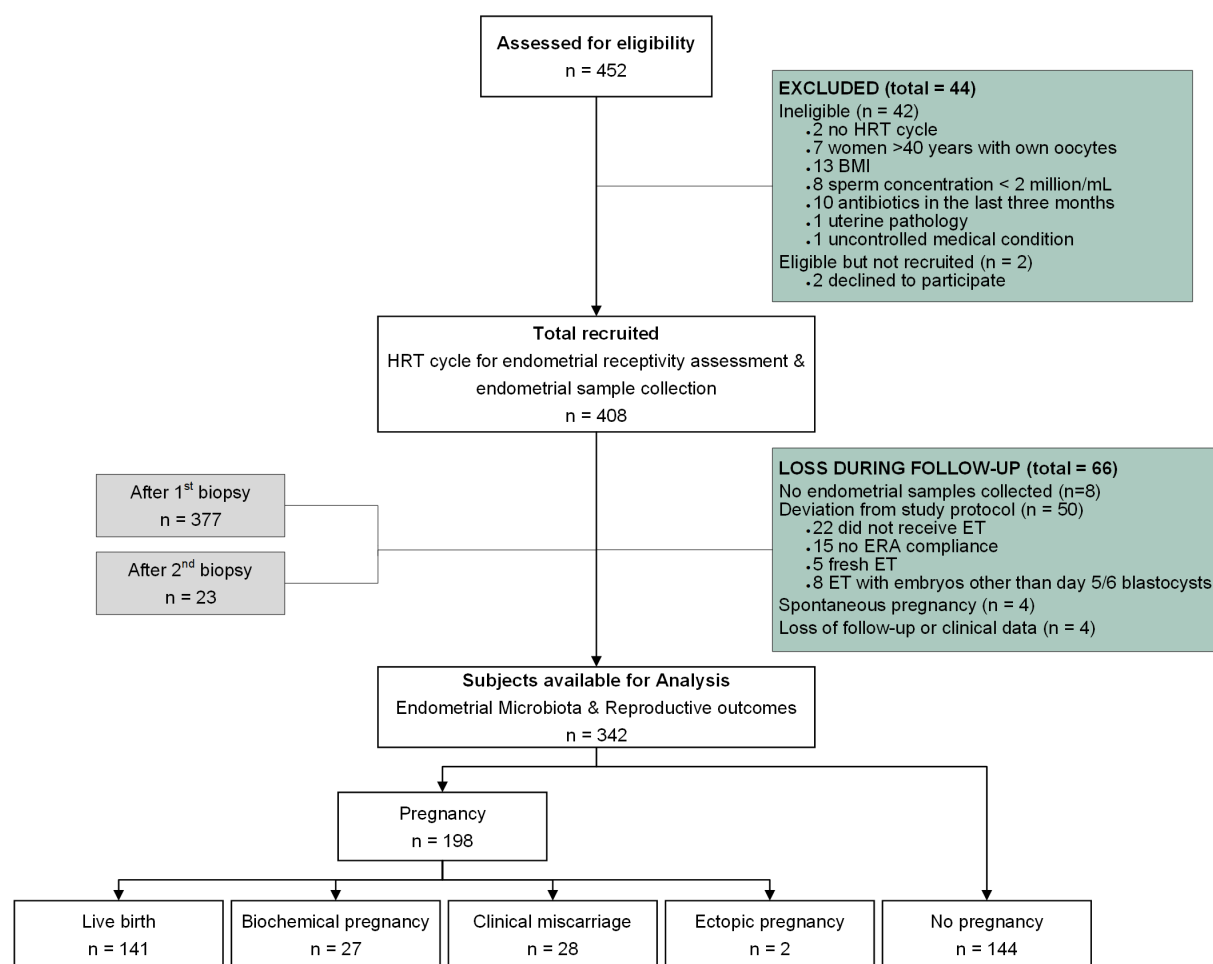 Assessed for eligibility
n = 452
EXCLUDED (total = 44)
Ineligible (n = 42)
.2 no HRT cycle
.7 women >40 years with own oocytes
.13 BMI
.8 sperm concentration < 2 million/mL
.10 antibiotics in the last three months
.1 uterine pathology
.1 uncontrolled medical condition
Eligible but not recruited (n = 2)
.2 declined to participate
Total recruited
HRT cycle for endometrial receptivity assessment &
endometrial sample collection
n = 408
After 1st biopsy
n = 377
After 2nd biopsy
n = 23
LOSS DURING FOLLOW-UP (total = 66)
No endometrial samples collected (n=8)
Deviation from study protocol (n = 50)
.22 did not receive ET
.15 no ERA compliance
.5 fresh ET
.8 ET with embryos other than day 5/6 blastocysts
Spontaneous pregnancy (n = 4)
Loss of follow-up or clinical data (n = 4)
Subjects available for Analysis
Endometrial Microbiota & Reproductive outcomes
n = 342
Pregnancy
n = 198
Live birth
n = 141
Biochemical pregnancy
n = 27
Clinical miscarriage
n = 28
Ectopic pregnancy
n = 2
No pregnancy
n = 144